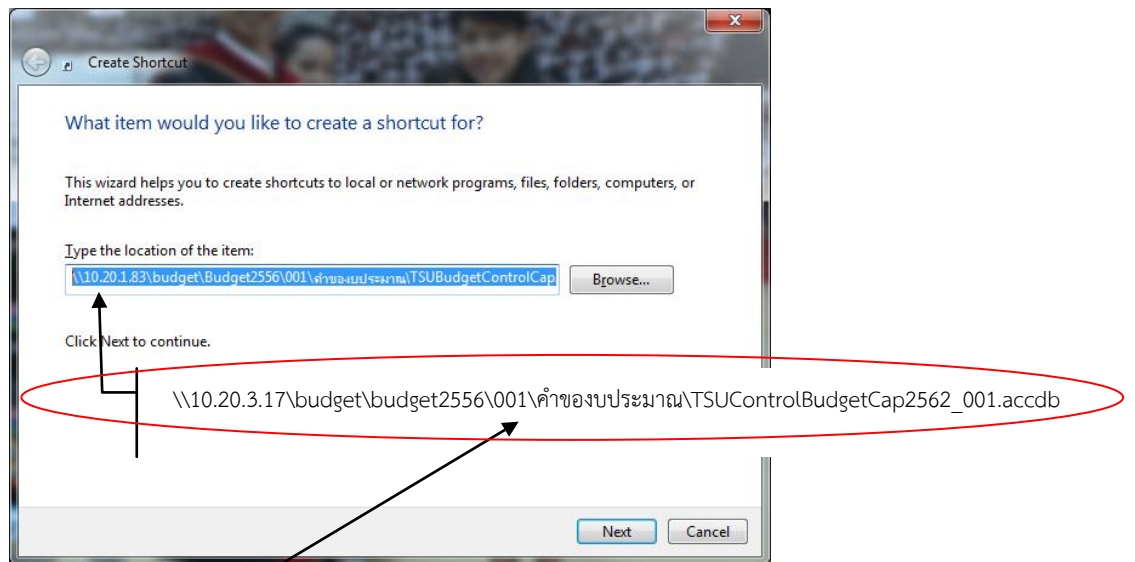 Create Shortcut
What item would you like to create a shortcut for?
This wizard helps you to create shortcuts to local or network programs, files, folders, computers, or
Internet addresses.
Type the location of the item:
\\10.20.1.83\budget\Budget2556\001\คำของบประมาณ\TSUBudgetControlCap
Browse...
Click Next to continue.
\\10.20.3.17\budget\budget2556\001\คำของบประมาณ\TSUControlBudgetCap2562_001.accdb
Next Cancel